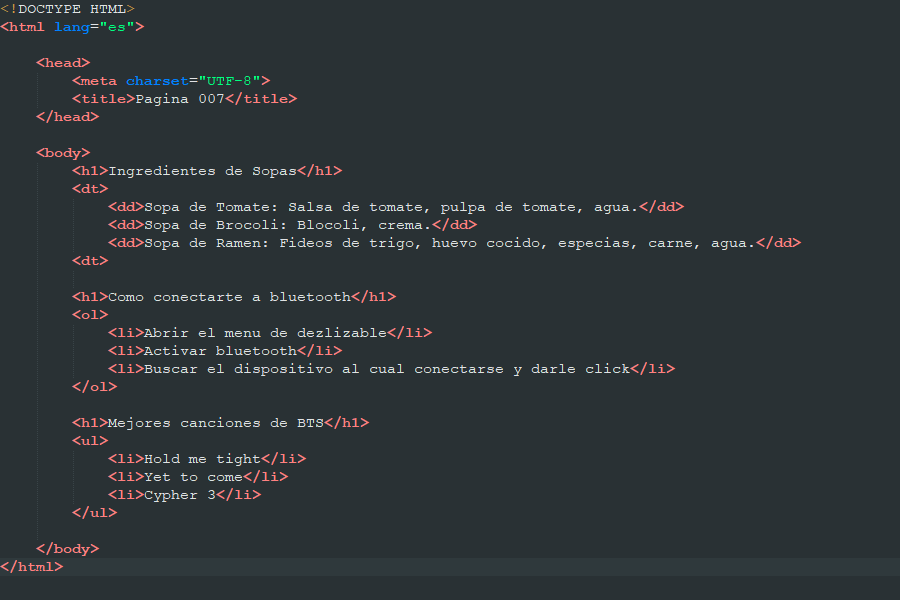 <!DOCTYPE HTML>
<html lang="es">
<head>
<meta charset="UTF-8">
<title>Pagina 007</title>
</head>
<body>
<h1>Ingredientes de Sopas</h1>
<dt>
<dd>Sopa de Tomate: Salsa de tomate, pulpa de tomate, agua.</dd>
<dd>Sopa de Brocoli: Blocoli, crema.</dd>
<dd>Sopa de Ramen: Fideos de trigo, huevo cocido, especias, carne, agua.</dd>
<dt>
<h1>Como conectarte a bluetooth</h1>
<ol>
<li>Abrir el menu de dezlizable</li>
<li>Activar bluetooth</li>
<li>Buscar el dispositivo al cual conectarse y darle click</li>
</ol>
<h1>Mejores canciones de BTS</h1>
<ul>
<li>Hold me tight</li>
<li>Yet to come</li>
<li>Cypher 3</li>
</ul>
</body>
</html>